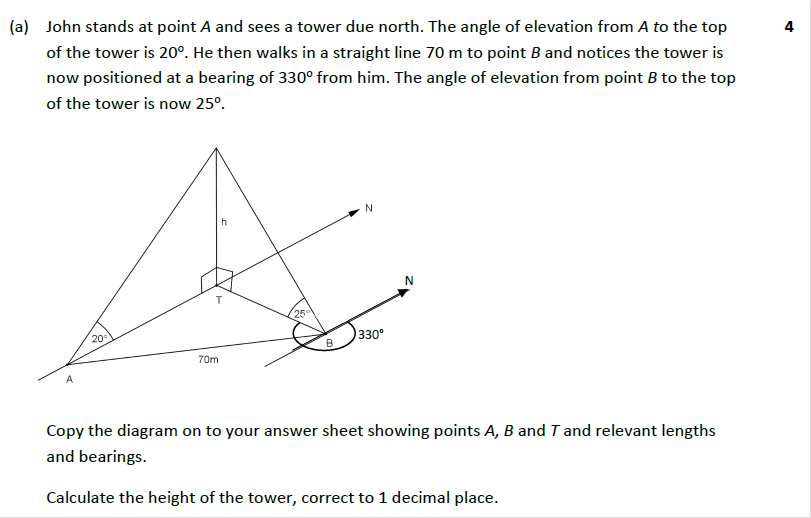 (a) John stands at point A and sees a tower due north. The angle of elevation from A to the top 4
of the tower is 20º. He then walks in a straight line 70 m to point B and notices the tower is
now positioned at a bearing of 330º from him. The angle of elevation from point B to the top
of the tower is now 25º.
N
h
N
T
25°
20°
330°
B
70m
A
Copy the diagram on to your answer sheet showing points A, B and T and relevant lengths
and bearings.
Calculate the height of the tower, correct to 1 decimal place.